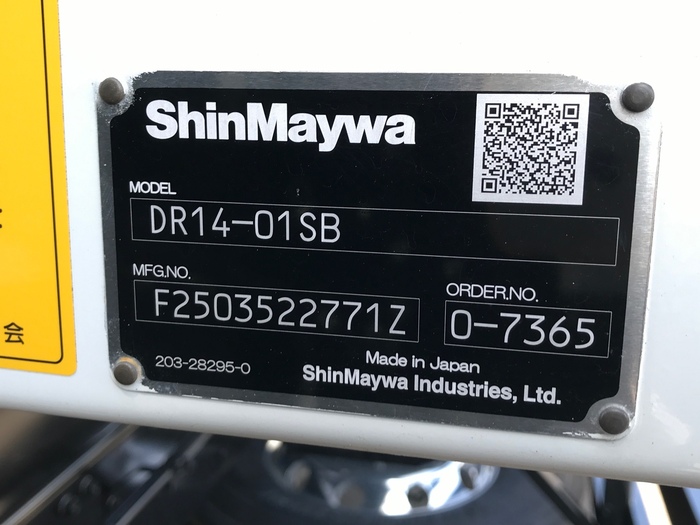 ShinMaywa
MODEL
DR14-01SB
MFG.NO.
F2503522771Z
ORDER.NO.
0-7365
203-28295-0
Made in Japan
ShinMaywa Industries, Ltd.
会